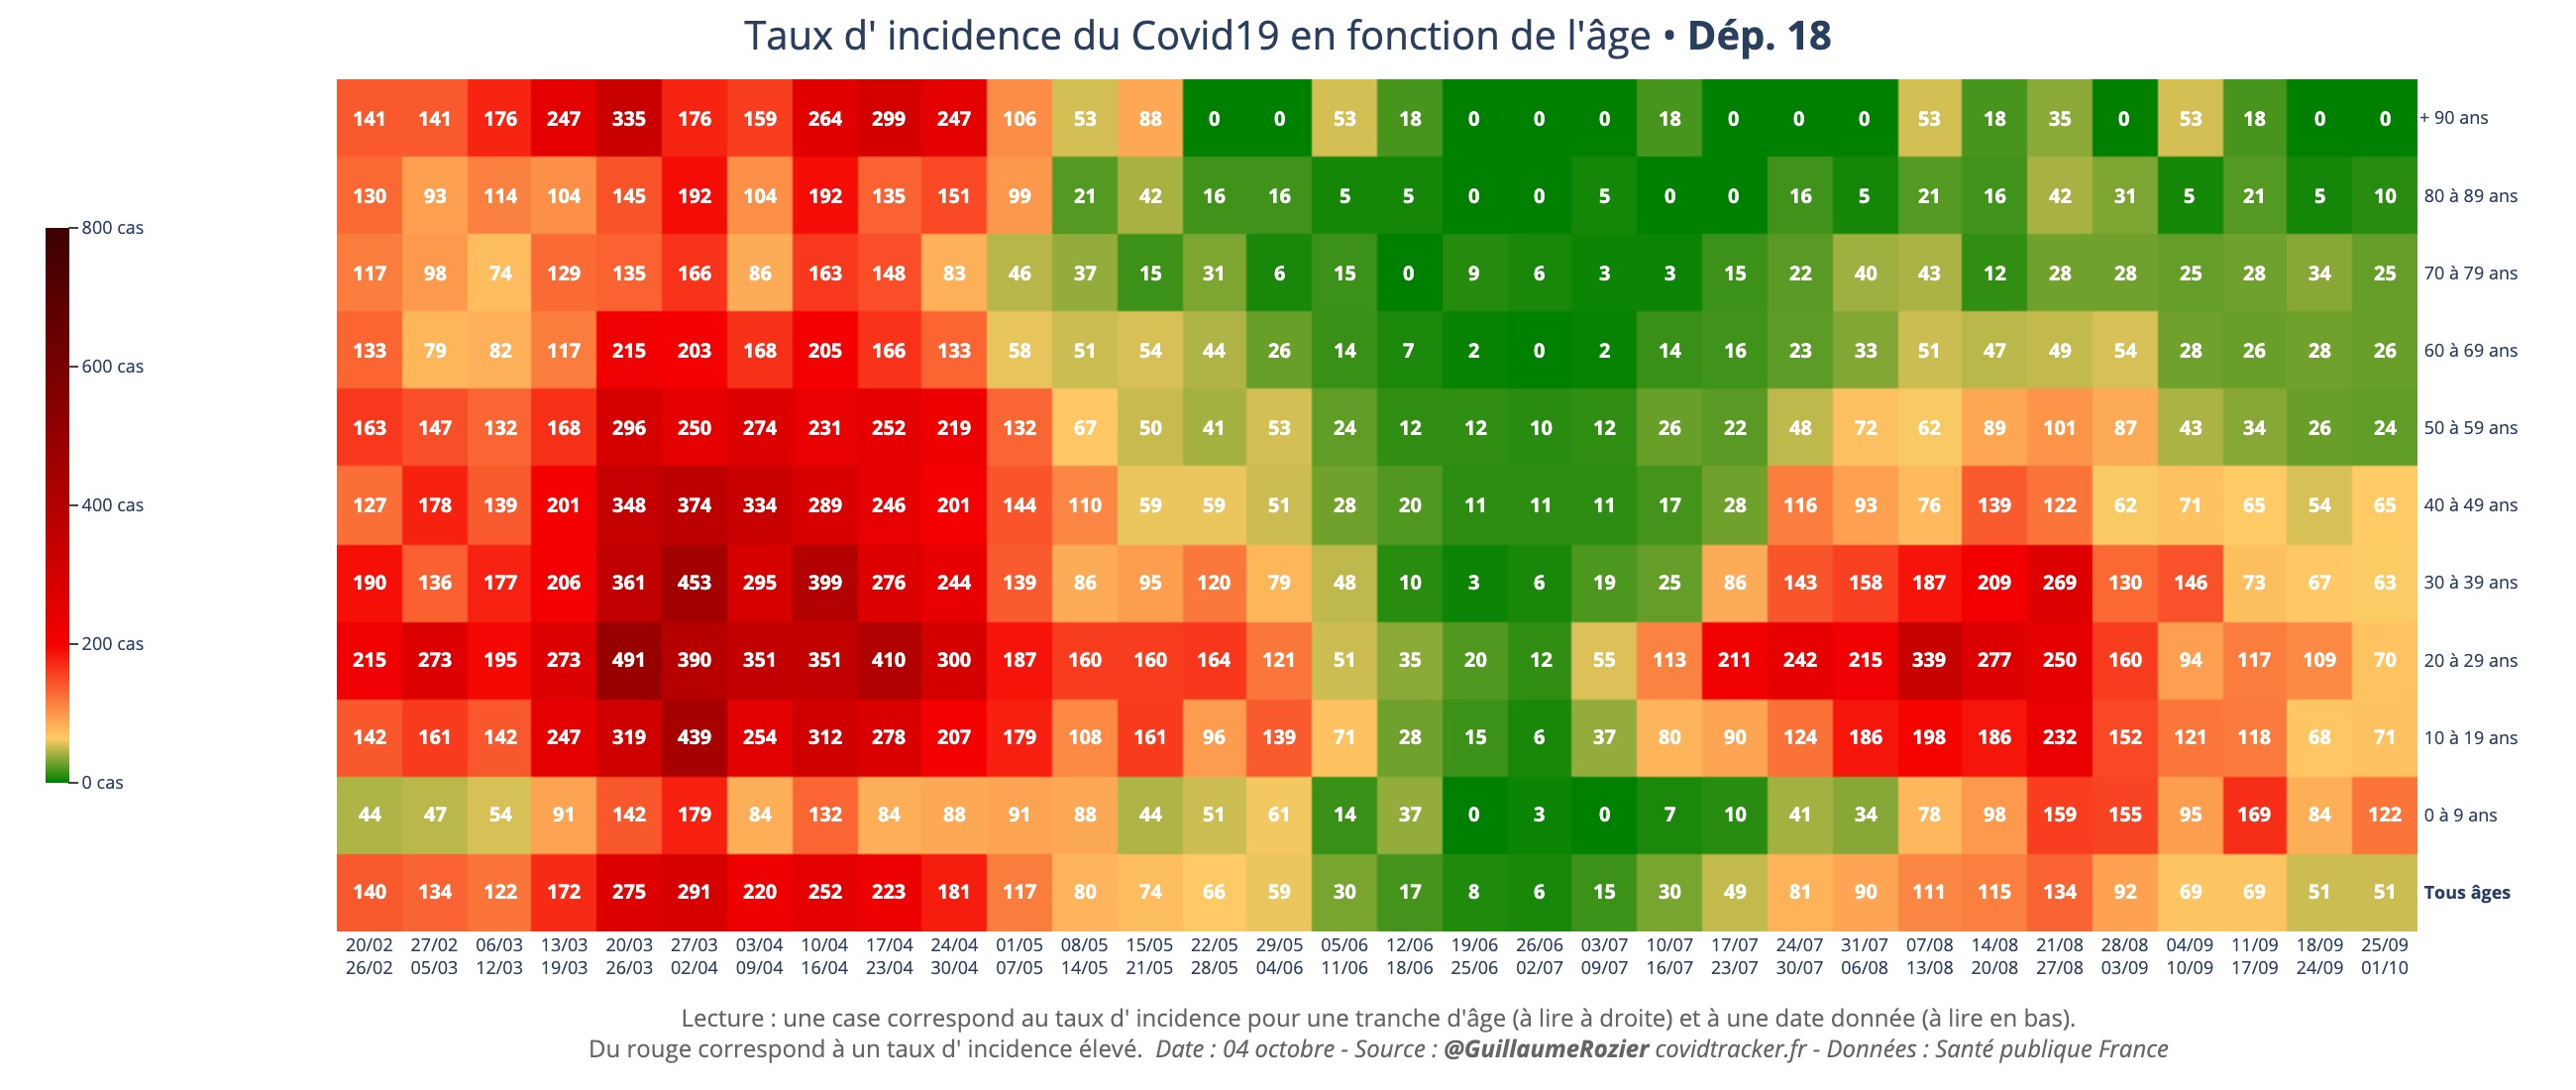 Taux d' incidence du Covid19 en fonction de l'âge • Dép. 18
800 cas
600 cas
400 cas
200 cas
0 cas
141 141 176 247 335 176 159 264 299 247 106 53 88 0 0 53 18 0 0 0 18 0 0 0 53 18 35 0 53 18 0 0 + 90 ans
130 93 114 104 145 192 104 192 135 151 99 21 42 16 16 5 5 0 0 5 0 0 16 5 21 16 42 31 5 21 5 10 80 à 89 ans
117 98 74 129 135 166 86 163 148 83 46 37 15 31 6 15 0 9 6 3 3 15 22 40 43 12 28 28 25 28 34 25 70 à 79 ans
133 79 82 117 215 203 168 205 166 133 58 51 54 44 26 14 7 2 0 2 14 16 23 33 51 47 49 54 28 26 28 26 60 à 69 ans
163 147 132 168 296 250 274 231 252 219 132 67 50 41 53 24 12 12 10 12 26 22 48 72 62 89 101 87 43 34 26 24 50 à 59 ans
127 178 139 201 348 374 334 289 246 201 144 110 59 59 51 28 20 11 11 11 17 28 116 93 76 139 122 62 71 65 54 65 40 à 49 ans
190 136 177 206 361 453 295 399 276 244 139 86 95 120 79 48 10 3 6 19 25 86 143 158 187 209 269 130 146 73 67 63 30 à 39 ans
215 273 195 273 491 390 351 351 410 300 187 160 160 164 121 51 35 20 12 55 113 211 242 215 339 277 250 160 94 117 109 70 20 à 29 ans
142 161 142 247 319 439 254 312 278 207 179 108 161 96 139 71 28 15 6 37 80 90 124 186 198 186 232 152 121 118 68 71 10 à 19 ans
44 47 54 91 142 179 84 132 84 88 91 88 44 51 61 14 37 0 3 0 7 10 41 34 78 98 159 155 95 169 84 122 0 à 9 ans
140 134 122 172 275 291 220 252 223 181 117 80 74 66 59 30 17 8 6 15 30 49 81 90 111 115 134 92 69 69 51 51 Tous âges
20/02 27/02 06/03 13/03 20/03 27/03 03/04 10/04 17/04 24/04 01/05 08/05 15/05 22/05 29/05 05/06 12/06 19/06 26/06 03/07 10/07 17/07 24/07 31/07 07/08 14/08 21/08 28/08 04/09 11/09 18/09 25/09
26/02 05/03 12/03 19/03 26/03 02/04 09/04 16/04 23/04 30/04 07/05 14/05 21/05 28/05 04/06 11/06 18/06 25/06 02/07 09/07 16/07 23/07 30/07 06/08 13/08 20/08 27/08 03/09 10/09 17/09 24/09 01/10
Lecture : une case correspond au taux d' incidence pour une tranche d'âge (à lire à droite) et à une date donnée (à lire en bas).
Du rouge correspond à un taux d' incidence élevé. Date : 04 octobre - Source : @GuillaumeRozier covidtracker.fr - Données : Santé publique France